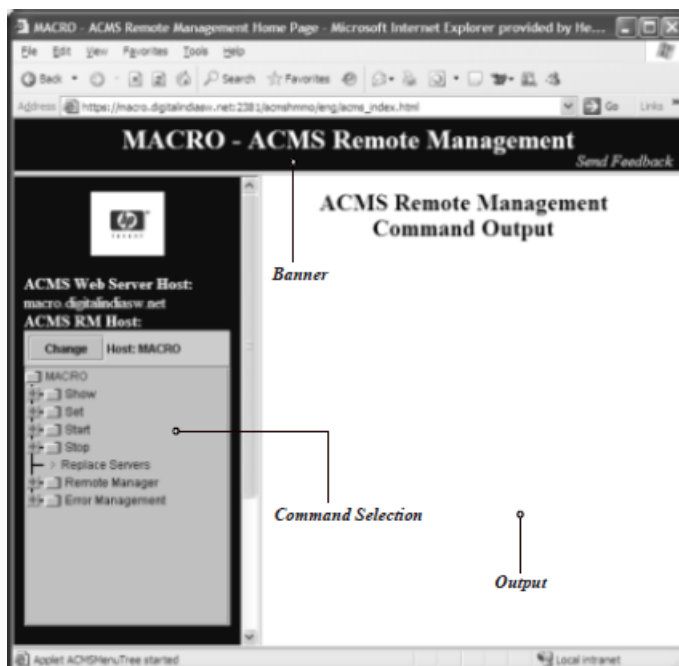 MACRO - ACMS Remote Management Home Page - Microsoft Internet Explorer provided by He....
File Edit View Favorites Tools Help
Back Search Favorites
Address https://macro.digitalindiasw.net:2381/acmshmmo/eng/acms_index.html Go Links
MACRO - ACMS Remote Management
Send Feedback
hp
invent
ACMS Web Server Host:
macro.digitalindiasw.net
ACMS RM Host:
Change Host: MACRO
MACRO
Show
Set
Start
Stop
Replace Servers
Remote Manager
Error Management
ACMS Remote Management
Command Output
Banner
Command Selection
Output
Applet ACMSMenuTree started Local intranet